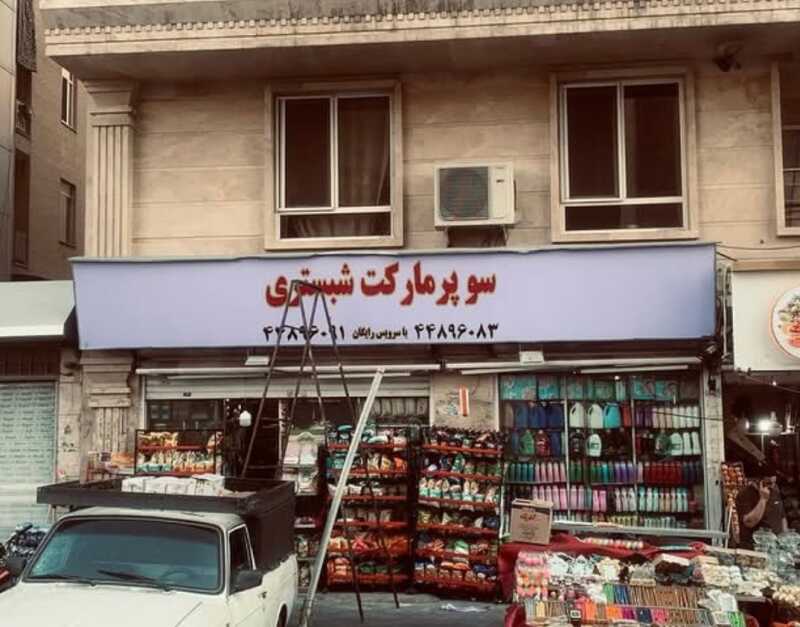 سوپرمارکت شبستری
۴۴۸۹۶۰۸۳ با سرویس رایگان ۴۴۸۹۶۰۹۱